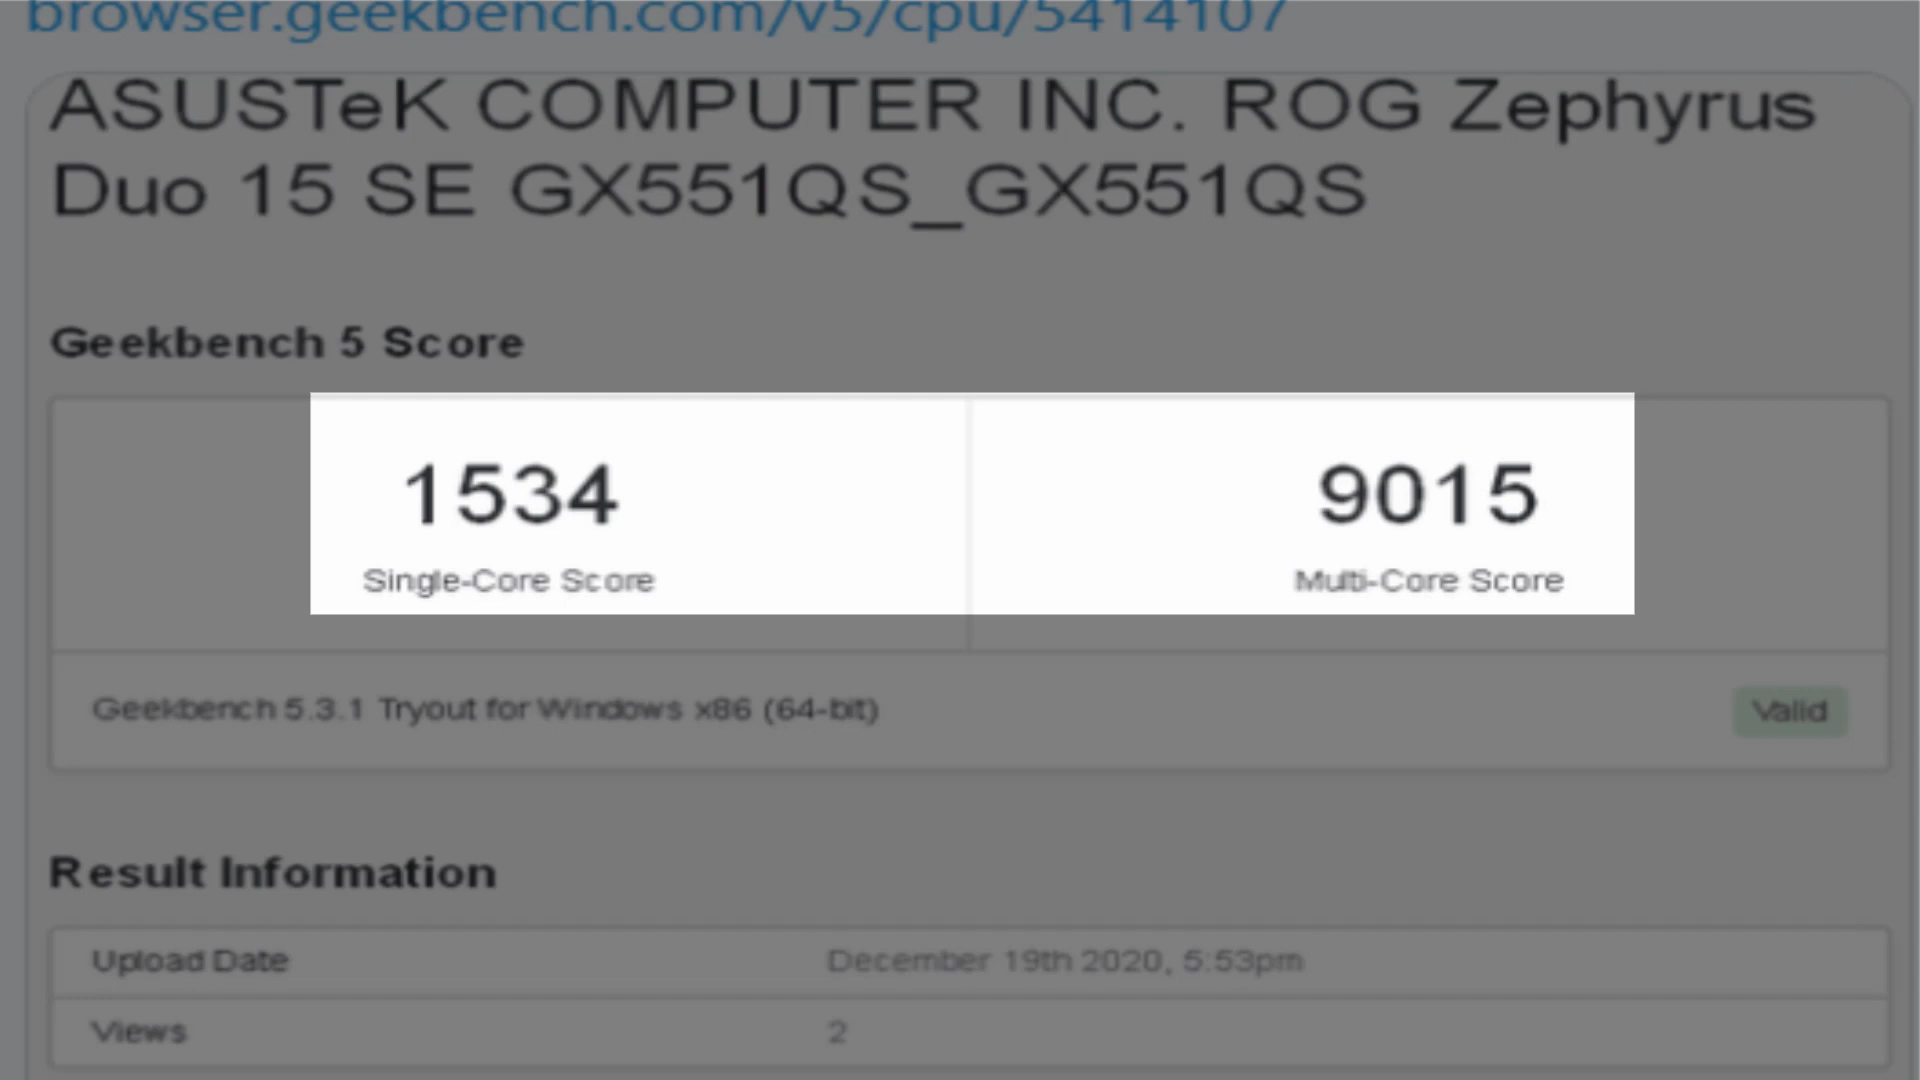 browser.geekbench.com/v5/cpu/5414107
ASUSTeK COMPUTER INC. ROG Zephyrus
Duo 15 SE GX551QS_GX551QS
Geekbench 5 Score
1534 9015
Single-Core Score Multi-Core Score
Geekbench 5.3.1 Tryout for Windows x86 (64-bit) Valid
Result Information
Upload Date December 19th 2020, 5:53pm
Views 2